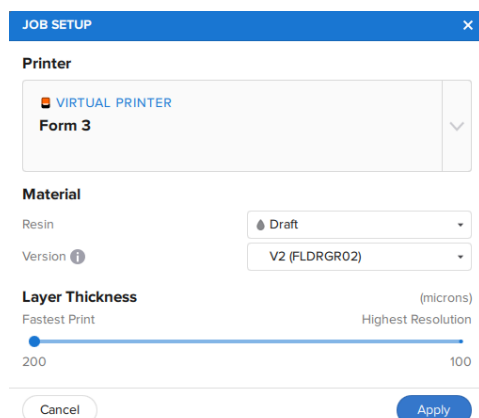 JOB SETUP
Printer
VIRTUAL PRINTER
Form 3
Material
Resin Draft
Version V2 (FLDRGR02)
Layer Thickness (microns)
Fastest Print Highest Resolution
200 100
Cancel Apply